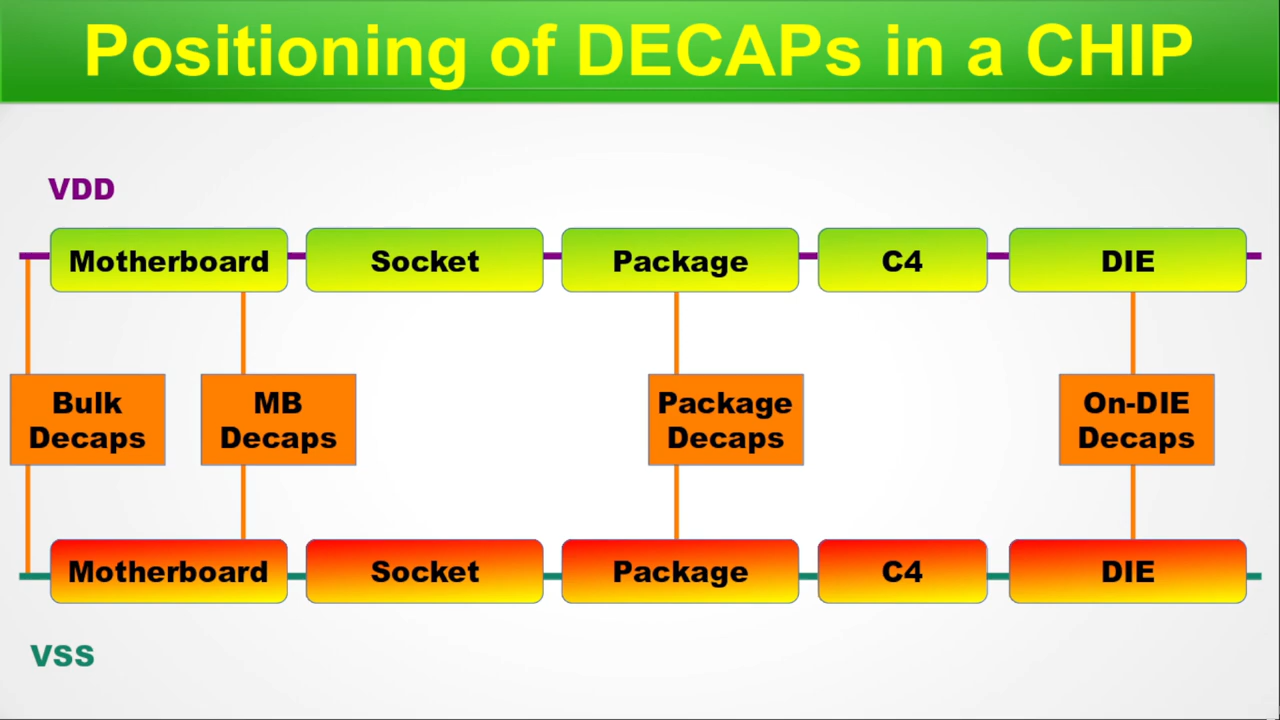 Positioning of DECAPs in a CHIP
VDD
Motherboard
Socket
Package
C4
DIE
Bulk
Decaps
MB
Decaps
Package
Decaps
On-DIE
Decaps
Motherboard
Socket
Package
C4
DIE
VSS